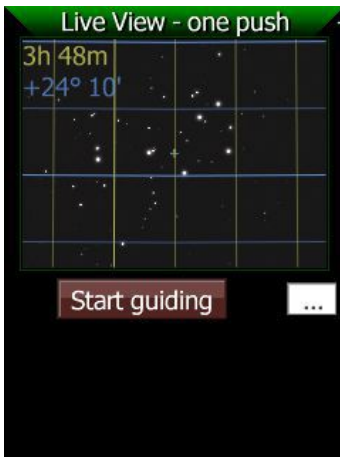 Live View - one push
3h 48m
+24° 10'
Start guiding
...